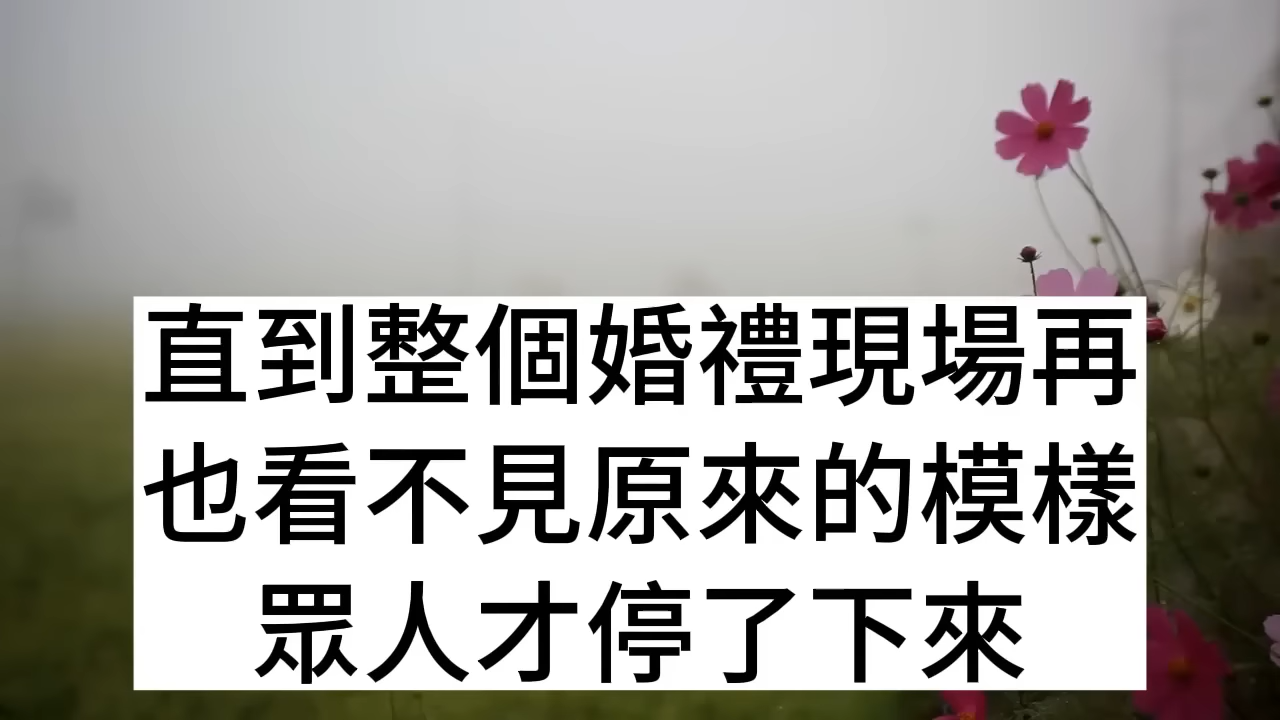 直到整個婚禮現場再
也看不見原來的模樣
眾人才停了下來